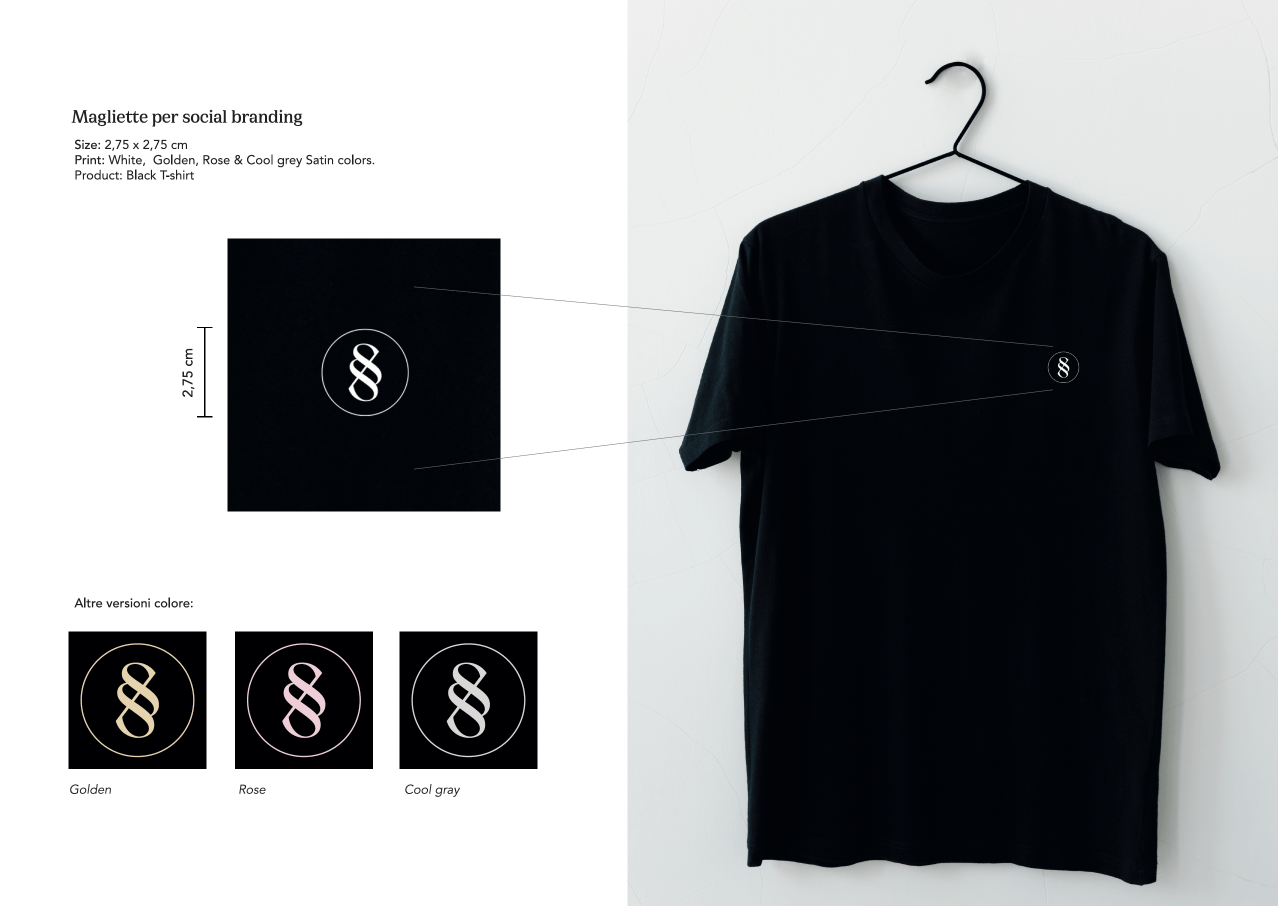 Magliette per social branding
Size: 2,75 x 2,75 cm
Print: White,  Golden, Rose & Cool grey Satin colors.
Product: Black T-shirt
2,75 cm
Altre versioni colore:
Golden
Rose
Cool gray